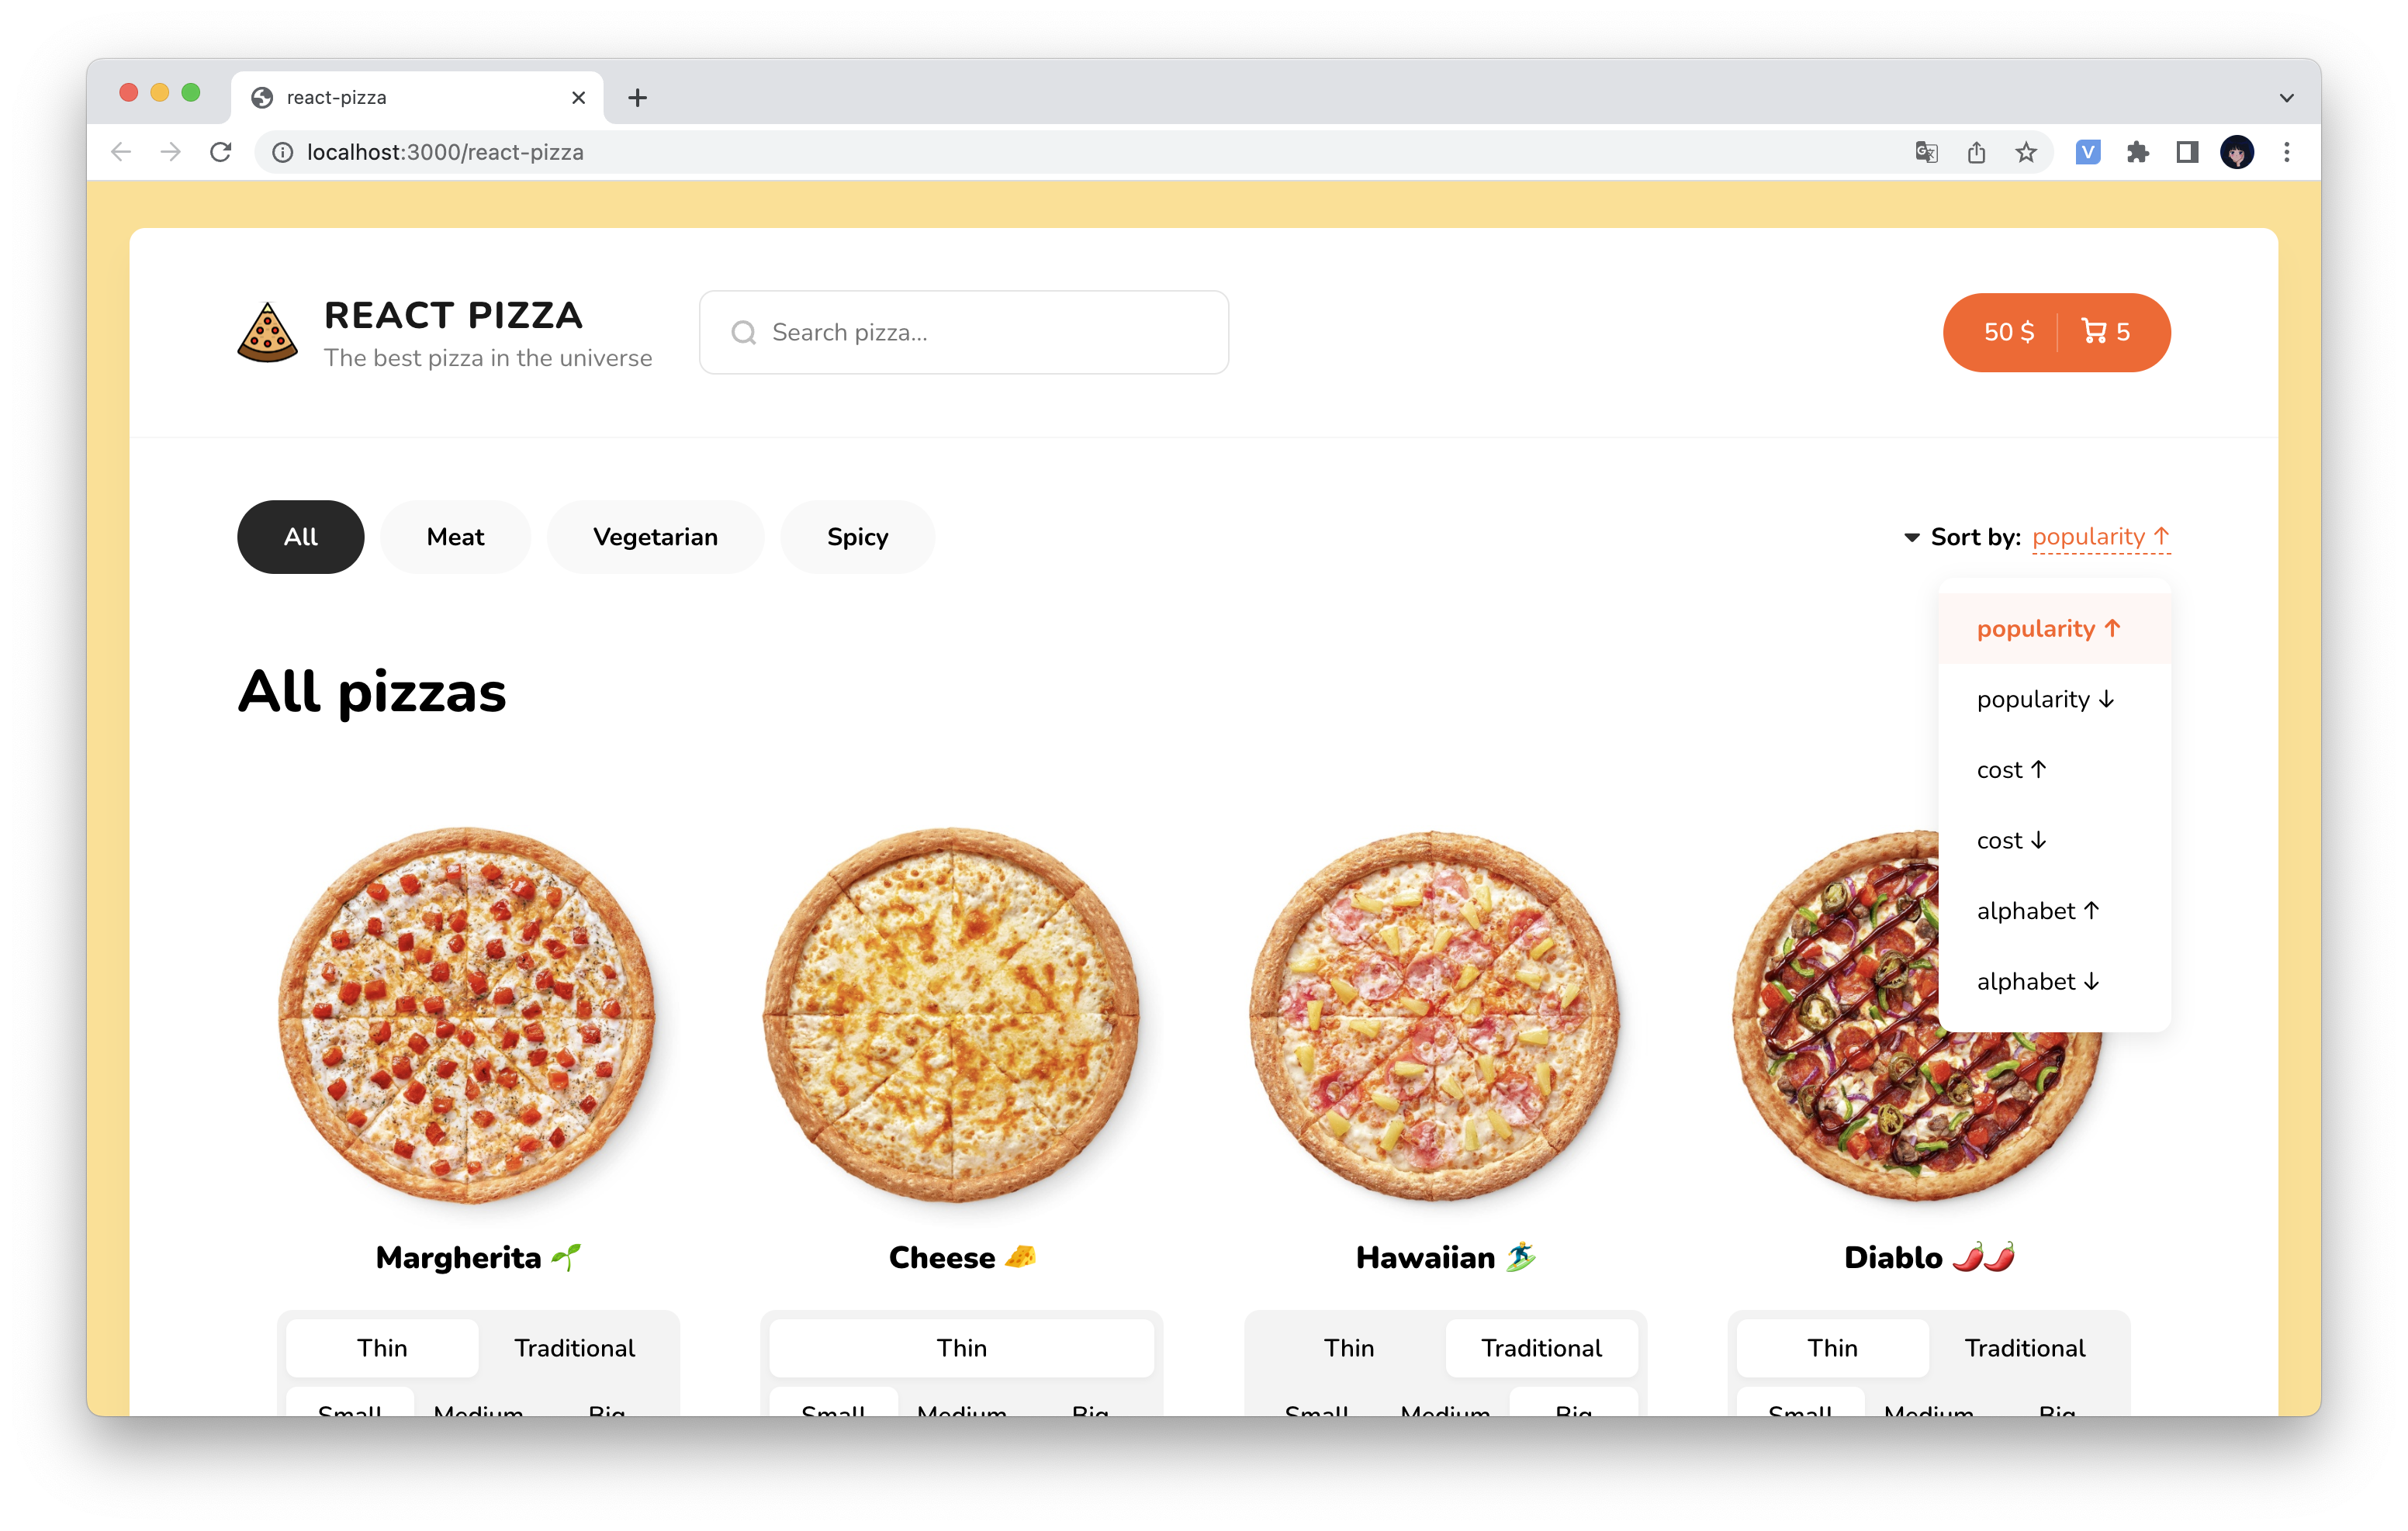 react-pizza
localhost:3000/react-pizza
V
REACT PIZZA
The best pizza in the universe
Search pizza...
50 $
5
All
Meat
Vegetarian
Spicy
Sort by: popularity ↑
popularity ↑
popularity ↓
cost ↑
cost ↓
alphabet ↑
alphabet ↓
All pizzas
Margherita 🌱
Cheese 🧀
Hawaiian 🏄
Diablo 🌶️🌶️
Thin Traditional
Thin
Thin Traditional
Thin Traditional
Small Medium Big
Small Medium Big
Small Medium Big
Small Medium Big